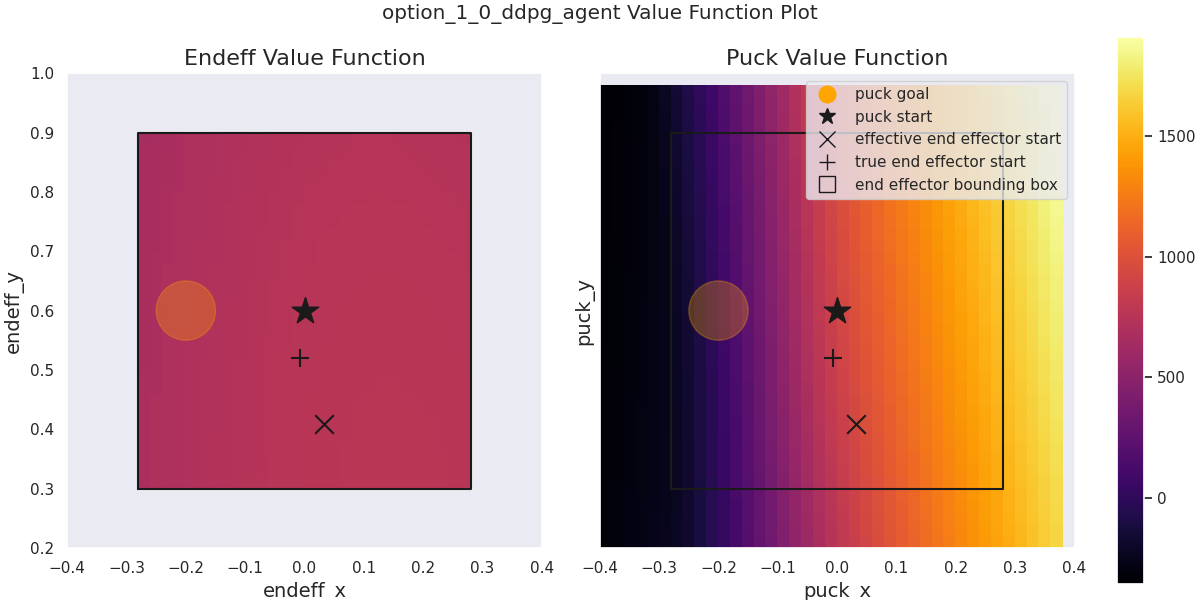 option_1_0_ddpg_agent Value Function Plot
Endeff Value Function
1.0
0.9
0.8
0.7
0.6
0.5
0.4
0.3
0.2
endeff_y
−0.4 −0.3 −0.2 −0.1 0.0 0.1 0.2 0.3 0.4
endeff_x
Puck Value Function
puck goal
puck start
effective end effector start
true end effector start
end effector bounding box
puck_y
−0.4 −0.3 −0.2 −0.1 0.0 0.1 0.2 0.3 0.4
puck_x
1500
1000
500
0